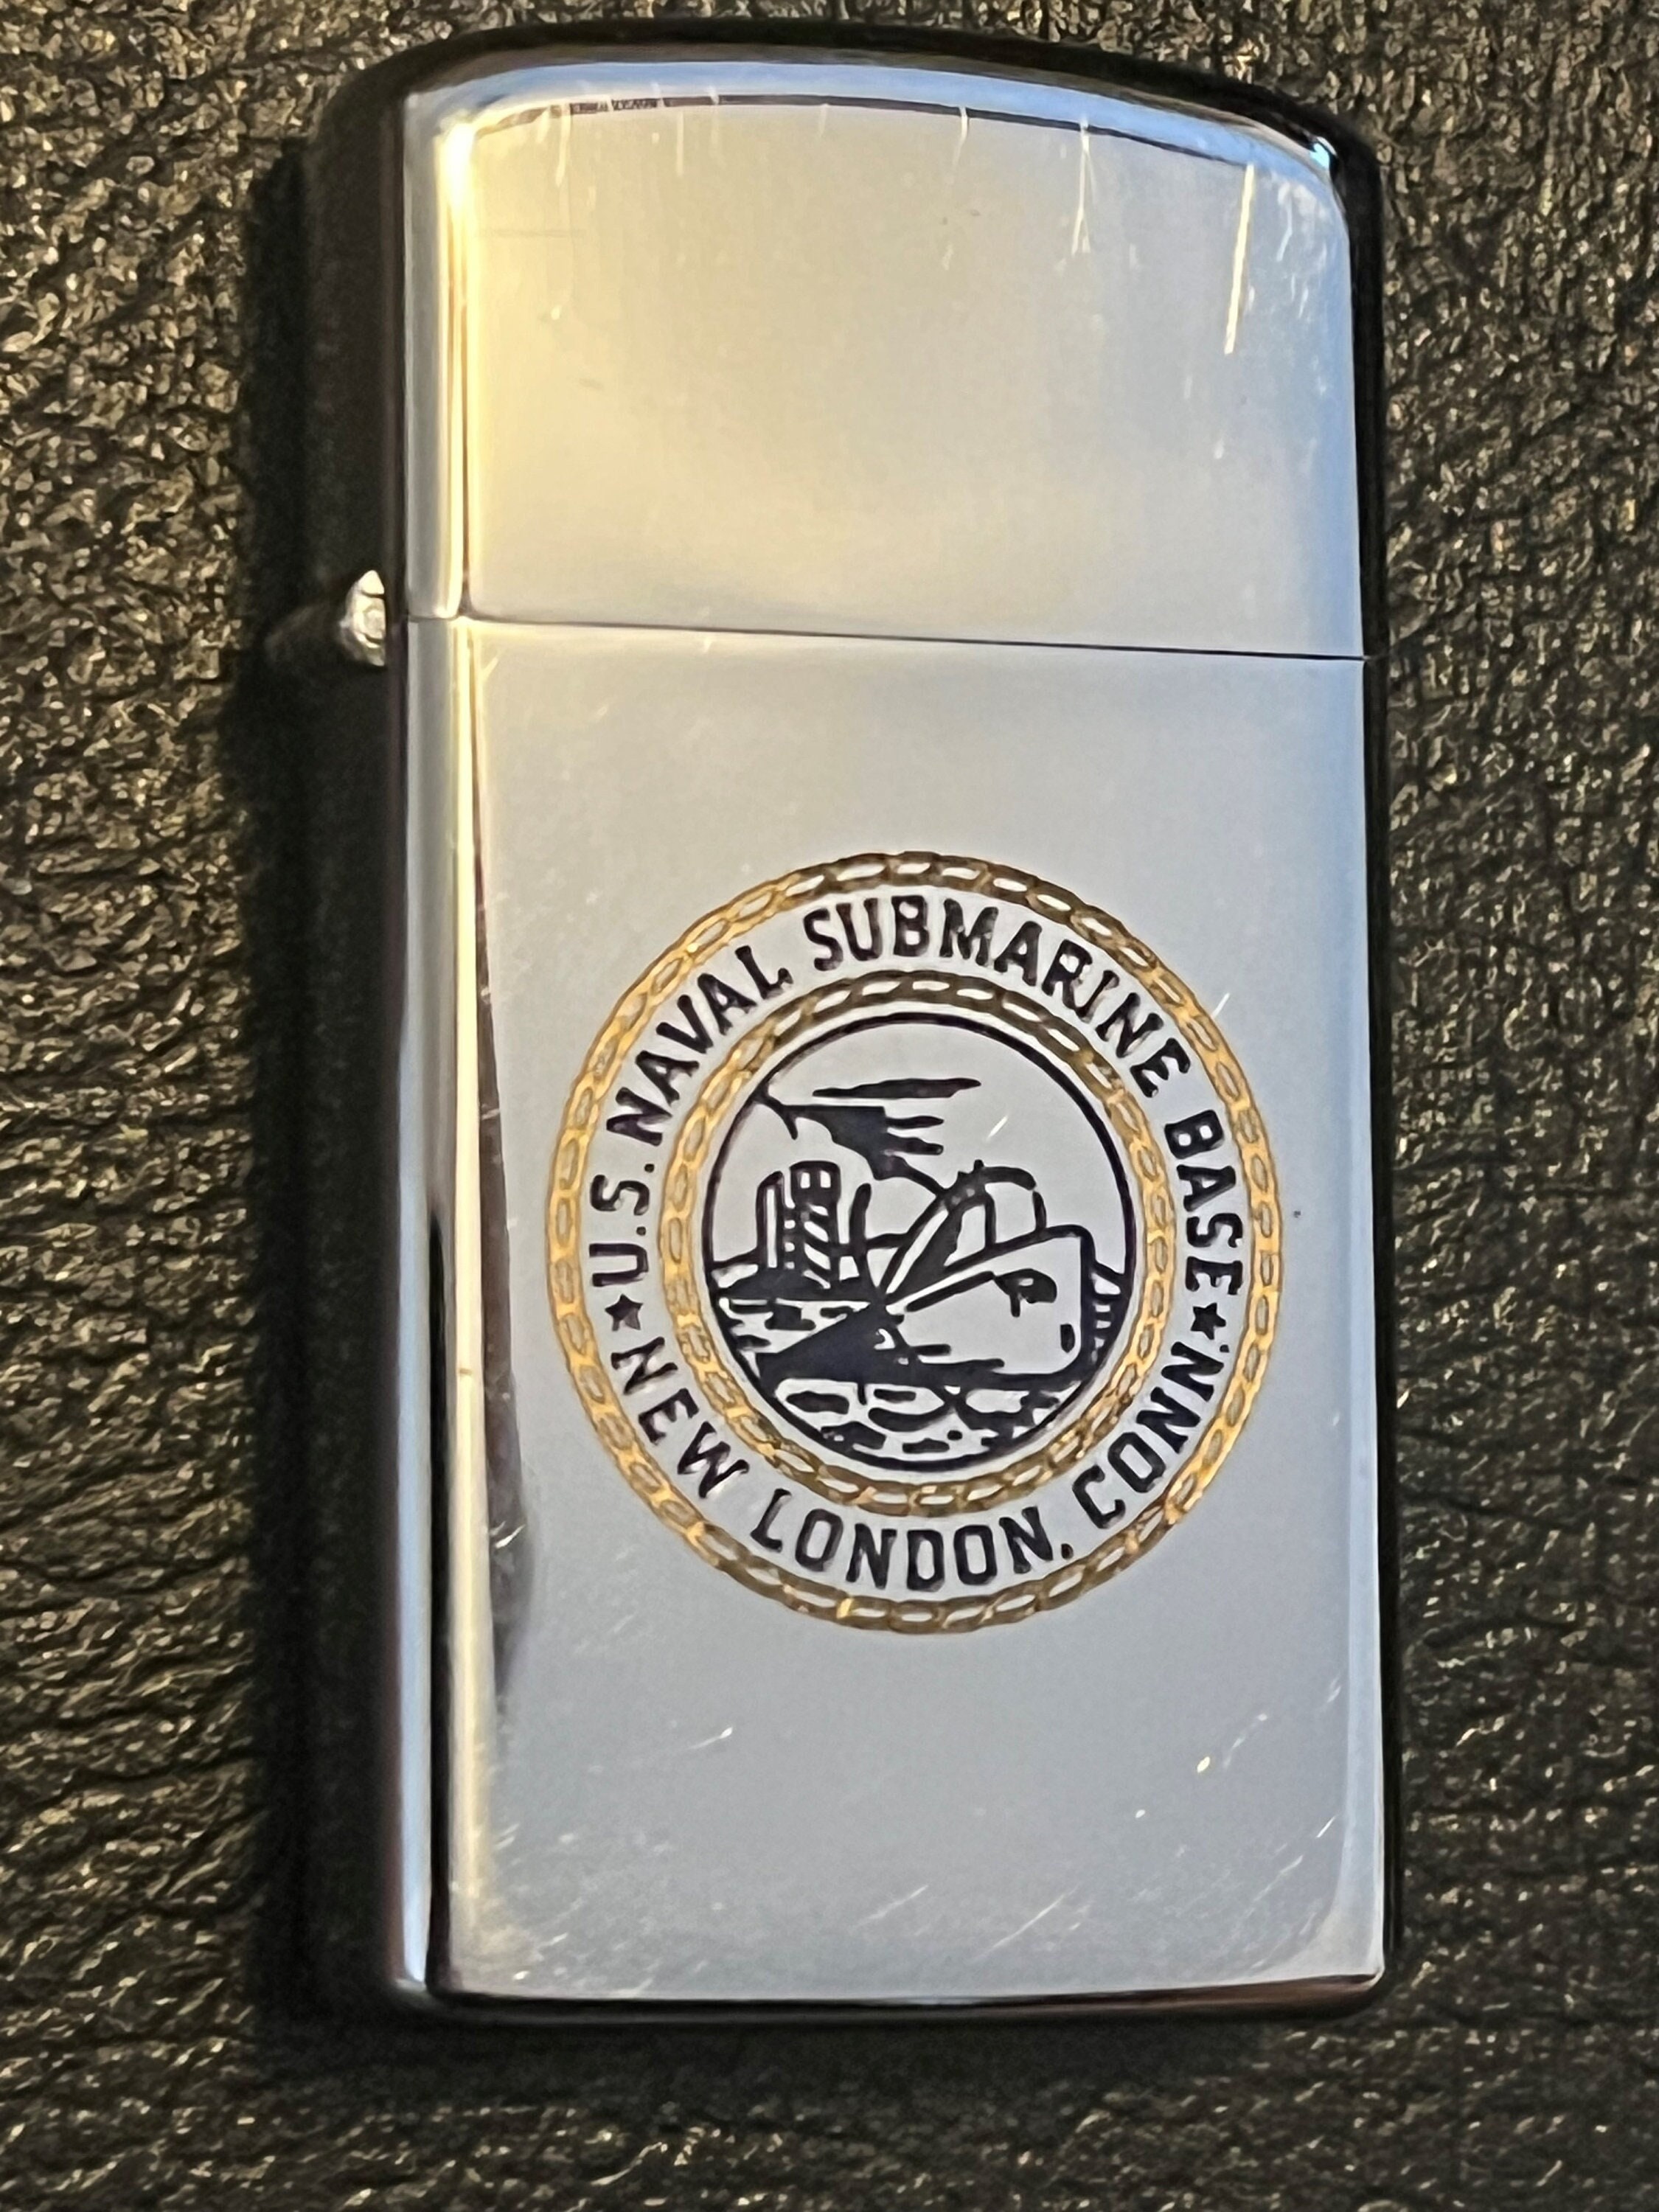 U.S. NAVAL SUBMARINE BASE
★ NEW LONDON, CONN ★